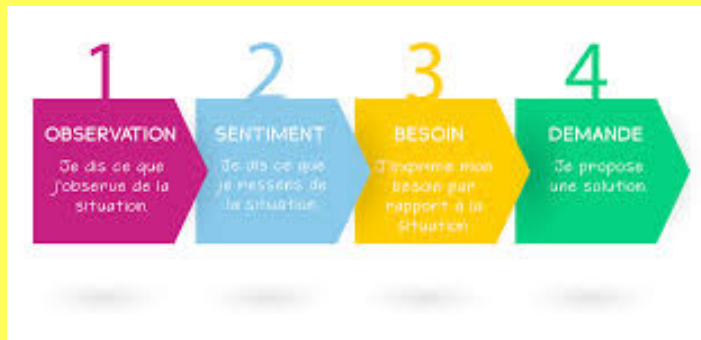 1
OBSERVATION
Je dis ce que
j'observe de la
situation
2
SENTIMENT
Je dis ce que
je ressens de
la situation
3
BESOIN
J'exprime mon
besoin par
rapport à la
situation
4
DEMANDE
Je propose
une solution